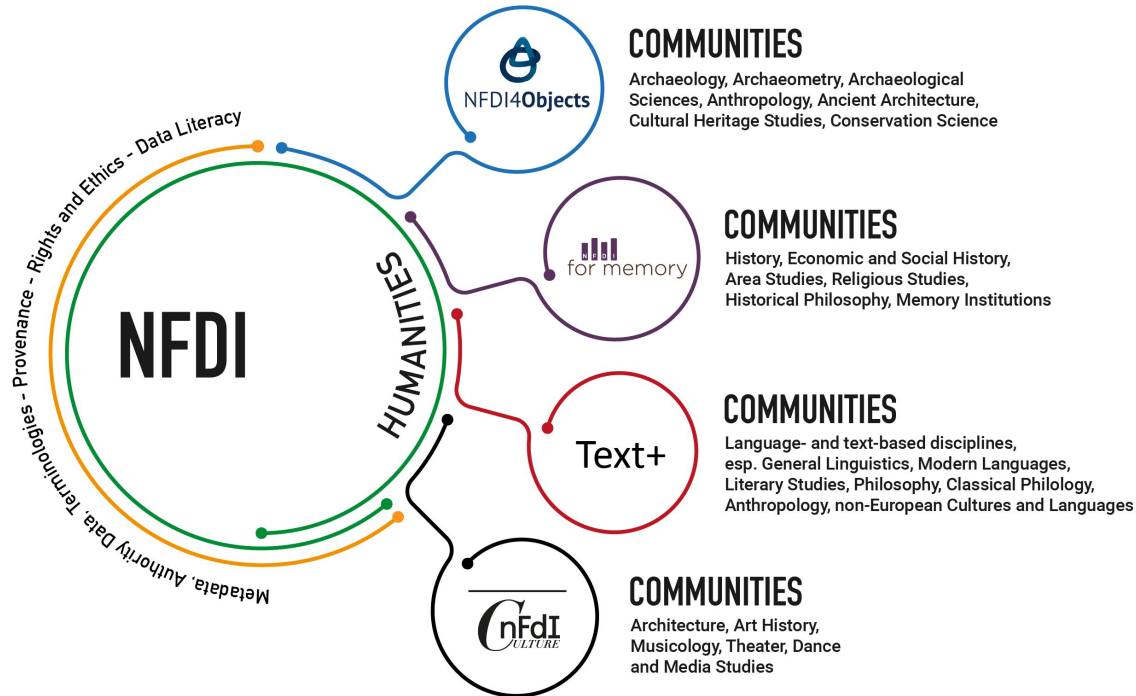 NFDI
HUMANITIES
Metadata, Authority Data, Terminologies - Provenance - Rights and Ethics - Data Literacy
NFDI4Objects
COMMUNITIES
Archaeology, Archaeometry, Archaeological
Sciences, Anthropology, Ancient Architecture,
Cultural Heritage Studies, Conservation Science
NFDI
for memory
COMMUNITIES
History, Economic and Social History,
Area Studies, Religious Studies,
Historical Philosophy, Memory Institutions
Text+
COMMUNITIES
Language- and text-based disciplines,
esp. General Linguistics, Modern Languages,
Literary Studies, Philosophy, Classical Philology,
Anthropology, non-European Cultures and Languages
nFdI
CULTURE
COMMUNITIES
Architecture, Art History,
Musicology, Theater, Dance
and Media Studies